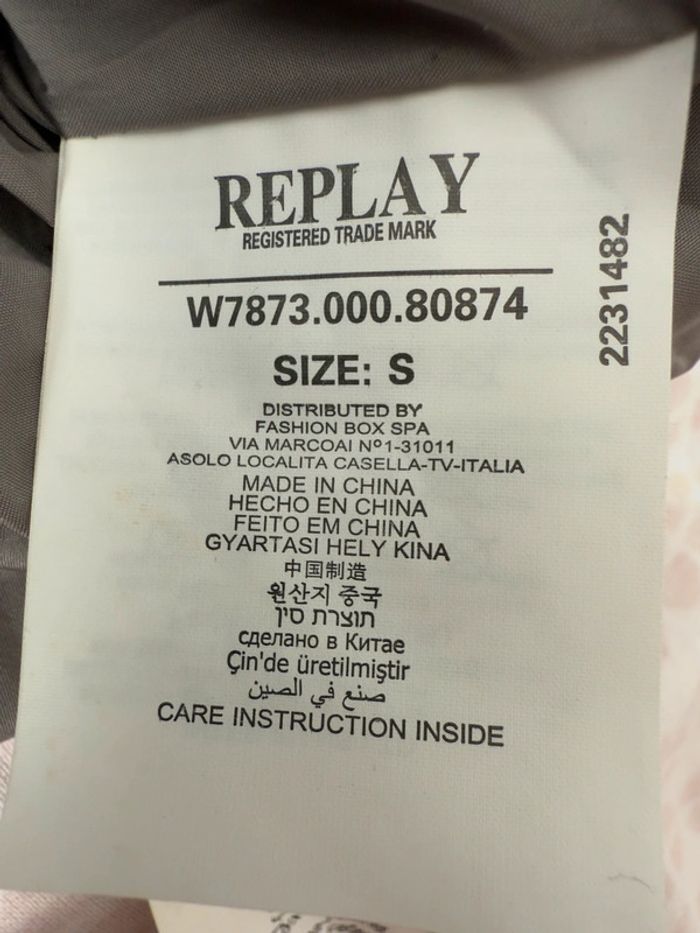 REPLAY
REGISTERED TRADE MARK
W7873.000.80874
2231482
SIZE: S
DISTRIBUTED BY
FASHION BOX SPA
VIA MARCOAI Nº1-31011
ASOLO LOCALITA CASELLA-TV-ITALIA
MADE IN CHINA
HECHO EN CHINA
FEITO EM CHINA
GYARTASI HELY KINA
中国制造
원산지 중국
תוצרת סין
сделано в Китае
Çin'de üretilmiştir
صنع في الصين
CARE INSTRUCTION INSIDE